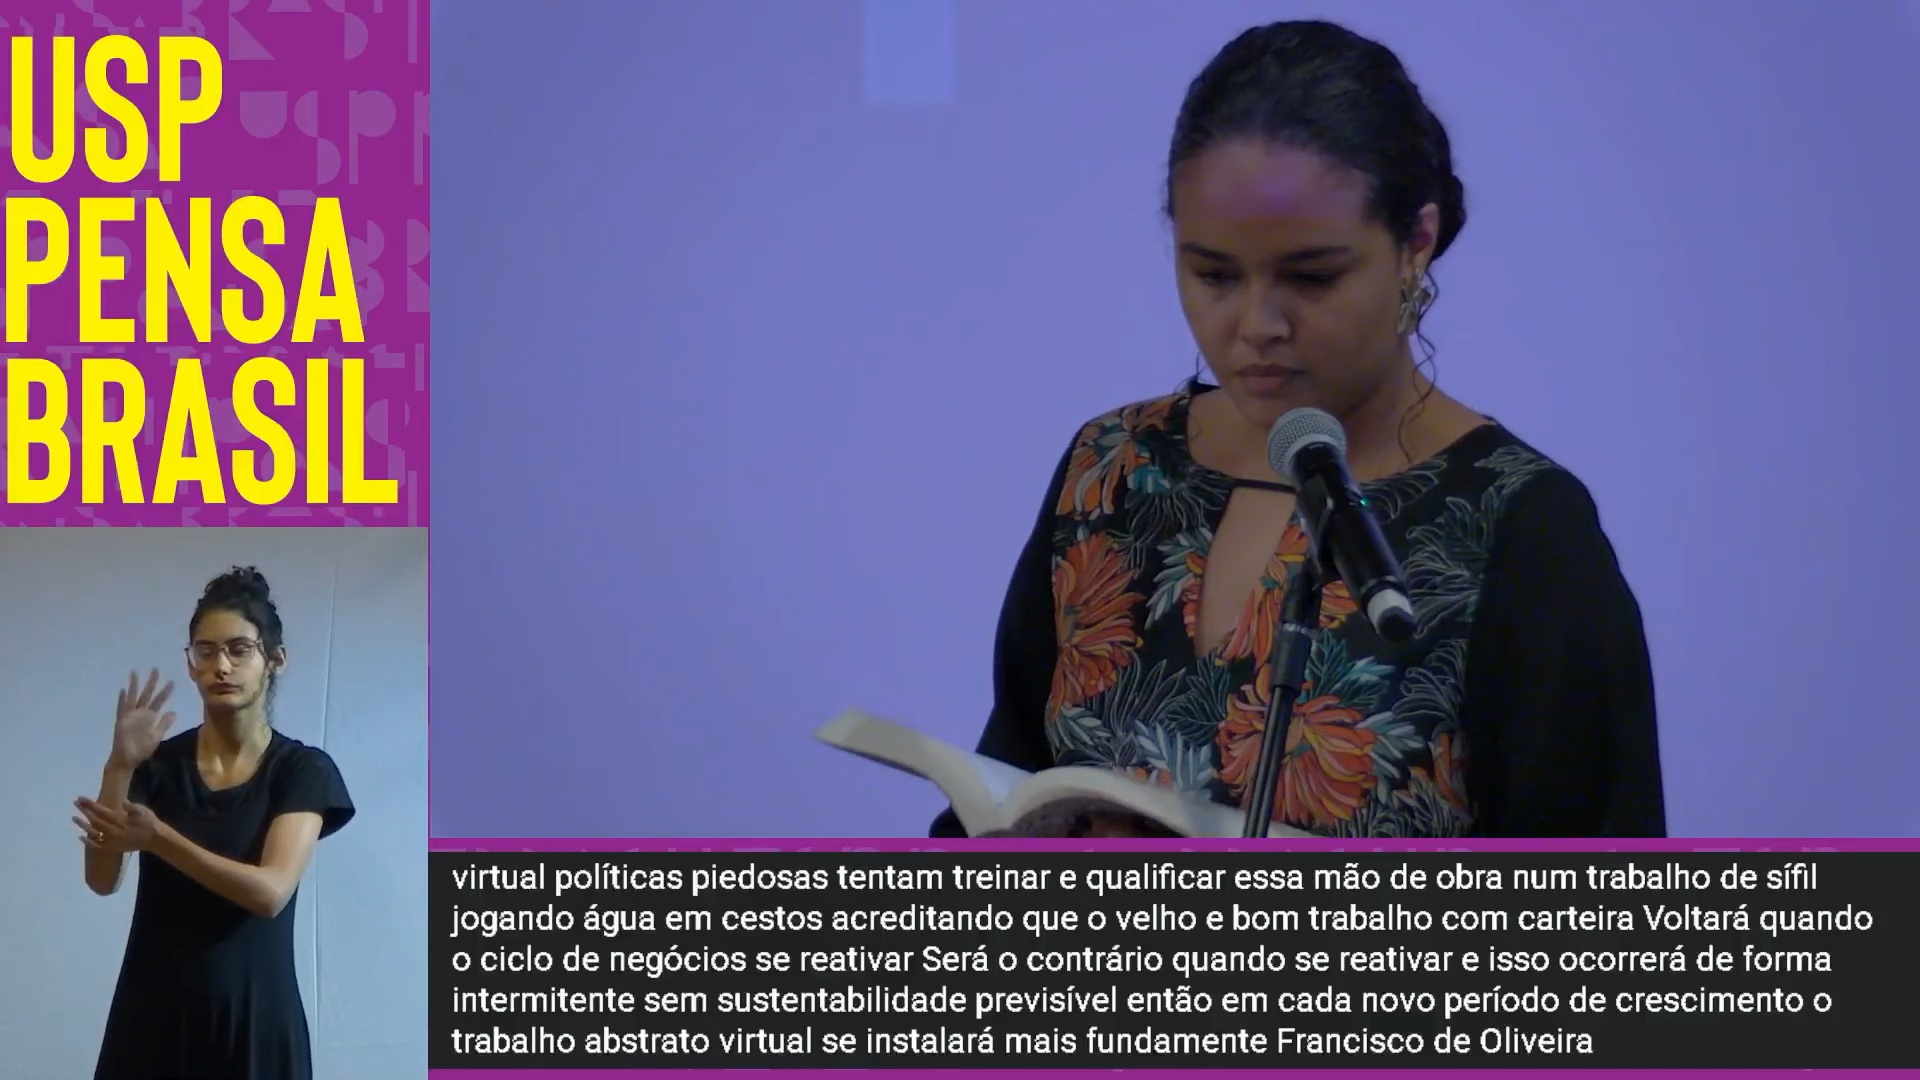 USP
PENSA
BRASIL
virtual políticas piedosas tentam treinar e qualificar essa mão de obra num trabalho de sífil
jogando água em cestos acreditando que o velho e bom trabalho com carteira Voltará quando
o ciclo de negócios se reativar Será o contrário quando se reativar e isso ocorrerá de forma
intermitente sem sustentabilidade previsível então em cada novo período de crescimento o
trabalho abstrato virtual se instalará mais fundamente Francisco de Oliveira